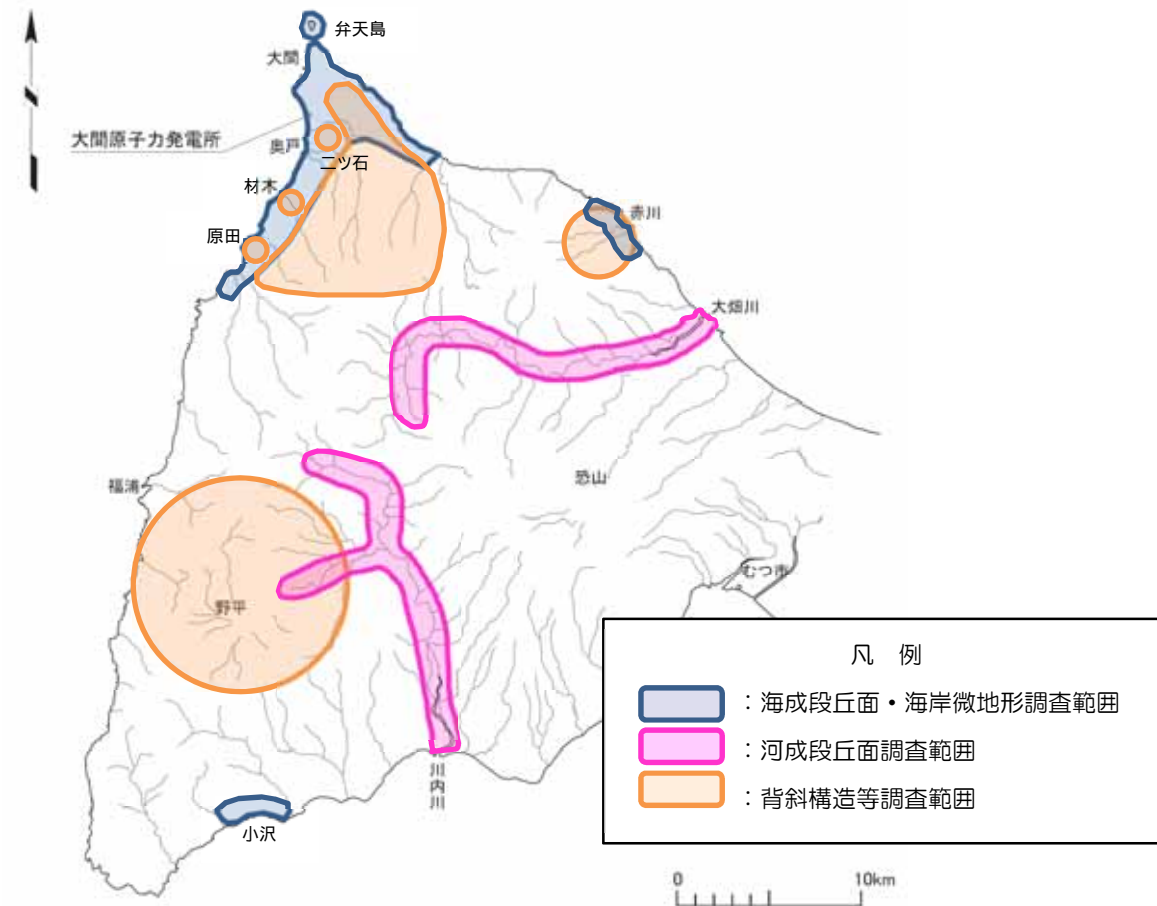 弁天島
大間
大間原子力発電所
奥戸
二ツ石
材木
原田
赤川
大畑川
恐山
福浦
野平
むつ市
川内川
小沢
凡 例
：海成段丘面・海岸微地形調査範囲
：河成段丘面調査範囲
：背斜構造等調査範囲
0 10km